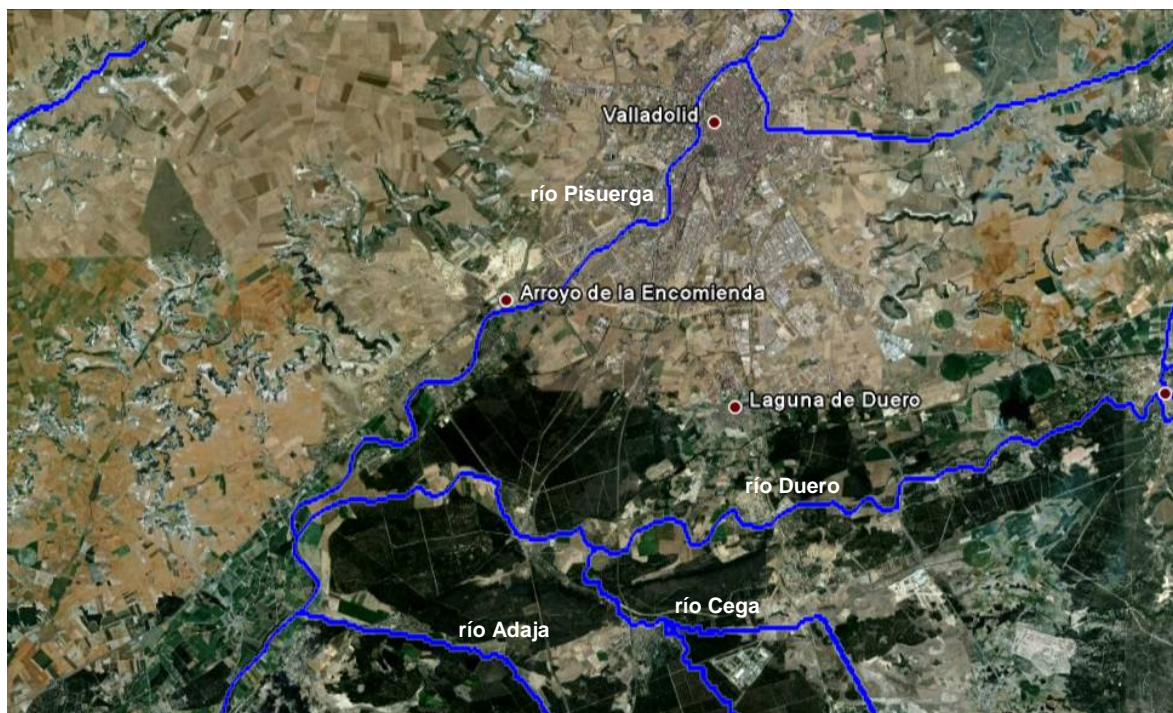 Valladolid
río Pisuerga
Arroyo de la Encomienda
Laguna de Duero
río Duero
río Cega
río Adaja